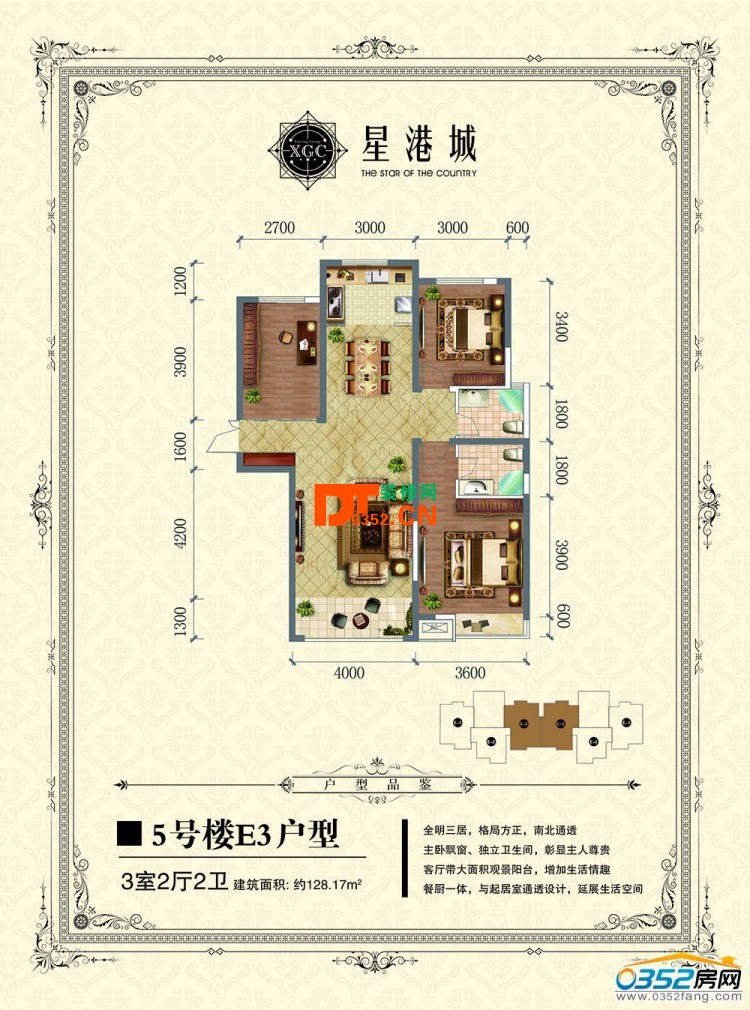 XGC
星港城
THE STAR OF THE COUNTRY
2700 3000 3000 600
1200
3900
1600
4200
1300
3400
1800
1800
3900
600
DT装修网
0352.CN
4000 3600
户型品鉴
5号楼E3户型
3室2厅2卫 建筑面积: 约128.17m²
全明三居，格局方正，南北通透
主卧飘窗、独立卫生间，彰显主人尊贵
客厅带大面积观景阳台，增加生活情趣
餐厨一体，与起居室通透设计，延展生活空间
0352房网
www.0352fang.com